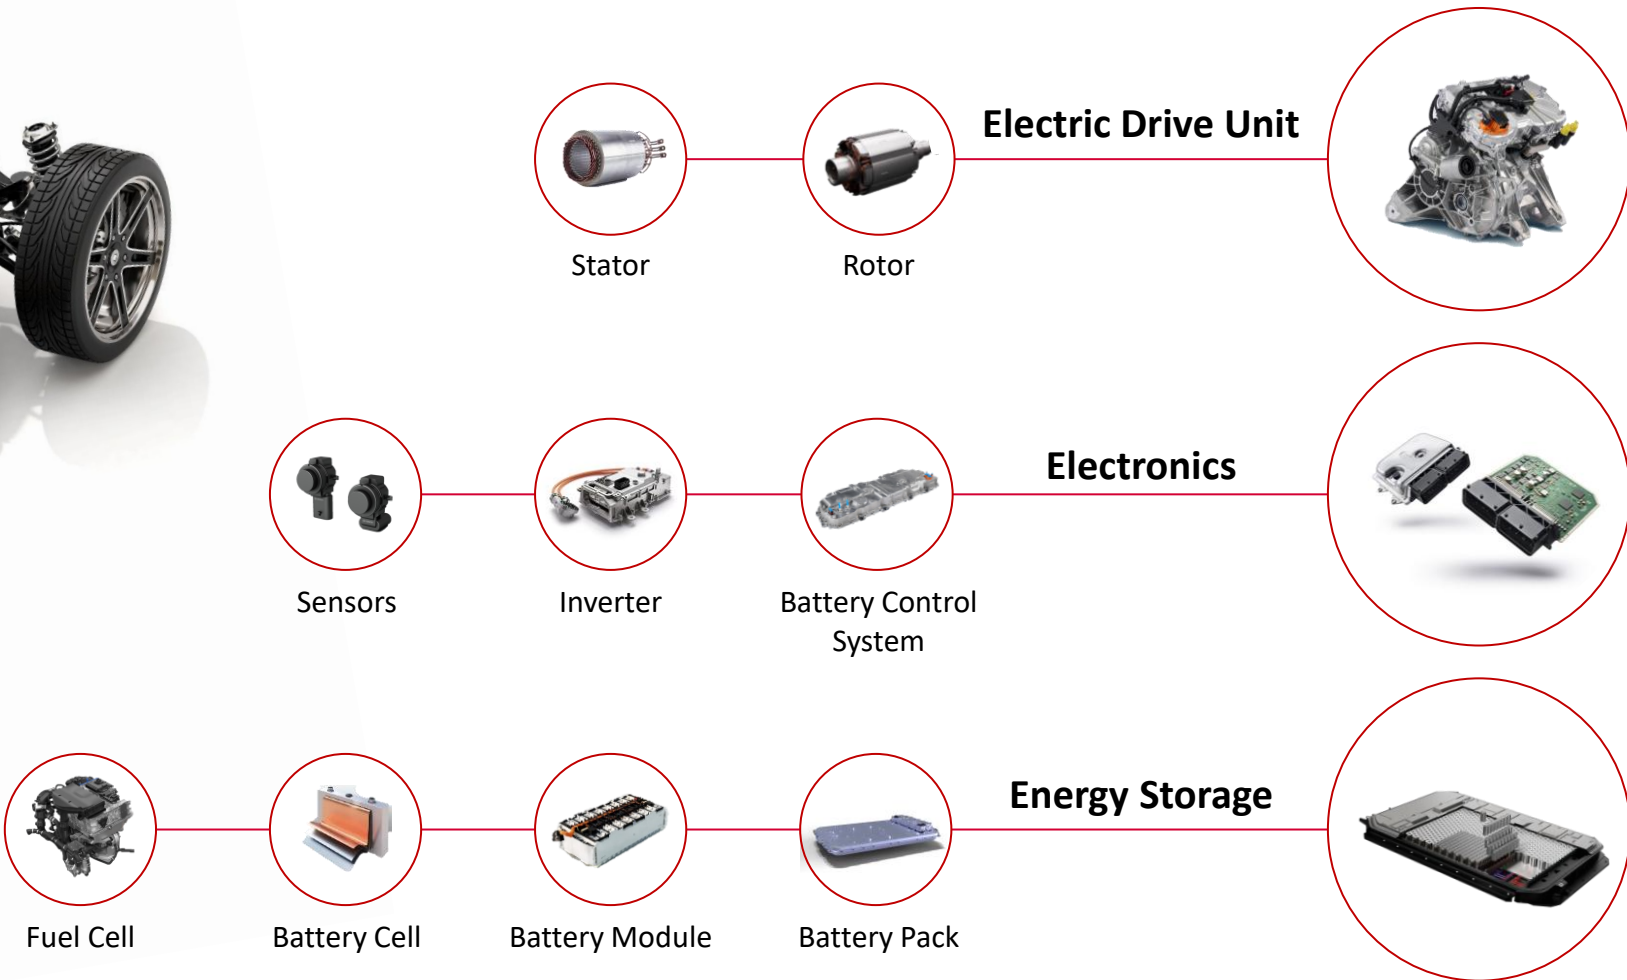 Electric Drive Unit
Stator
Rotor
Electronics
Sensors
Inverter
Battery Control
System
Energy Storage
Fuel Cell
Battery Cell
Battery Module
Battery Pack